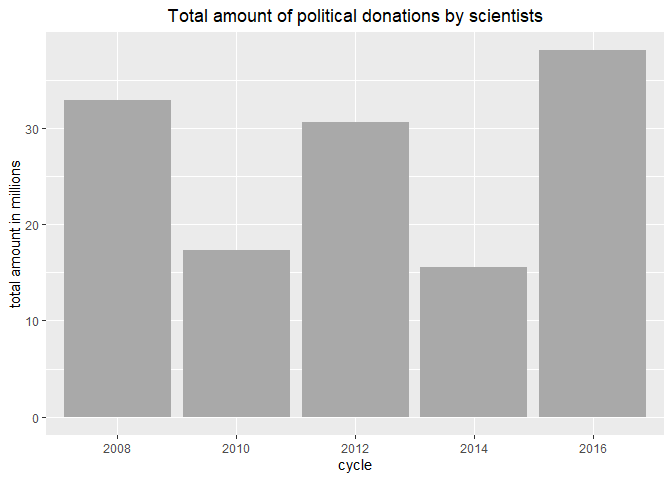 Total amount of political donations by scientists
total amount in millions
30
20
10
0
2008 2010 2012 2014 2016
cycle